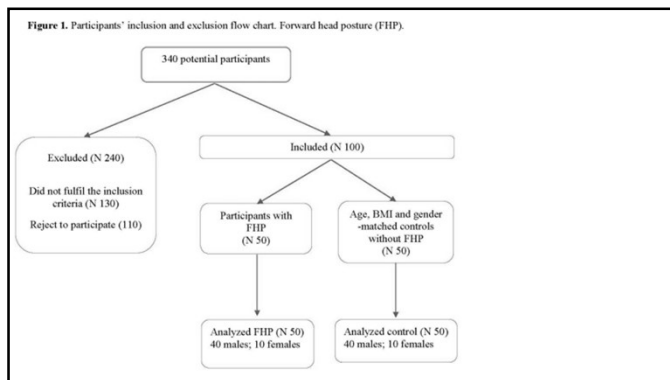 Figure 1. Participants' inclusion and exclusion flow chart. Forward head posture (FHP).
340 potential participants
Excluded (N 240)
Did not fulfil the inclusion
criteria (N 130)
Reject to participate (110)
Included (N 100)
Participants with
FHP
(N 50)
Age, BMI and gender
-matched controls
without FHP
(N 50)
Analyzed FHP (N 50)
40 males; 10 females
Analyzed control (N 50)
40 males; 10 females